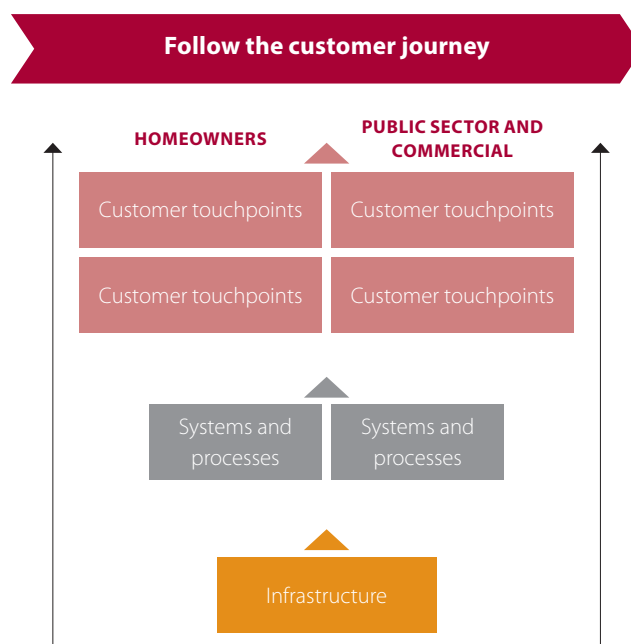 Follow the customer journey
HOMEOWNERS
PUBLIC SECTOR AND
COMMERCIAL
Customer touchpoints
Customer touchpoints
Customer touchpoints
Customer touchpoints
Systems and
processes
Systems and
processes
Infrastructure